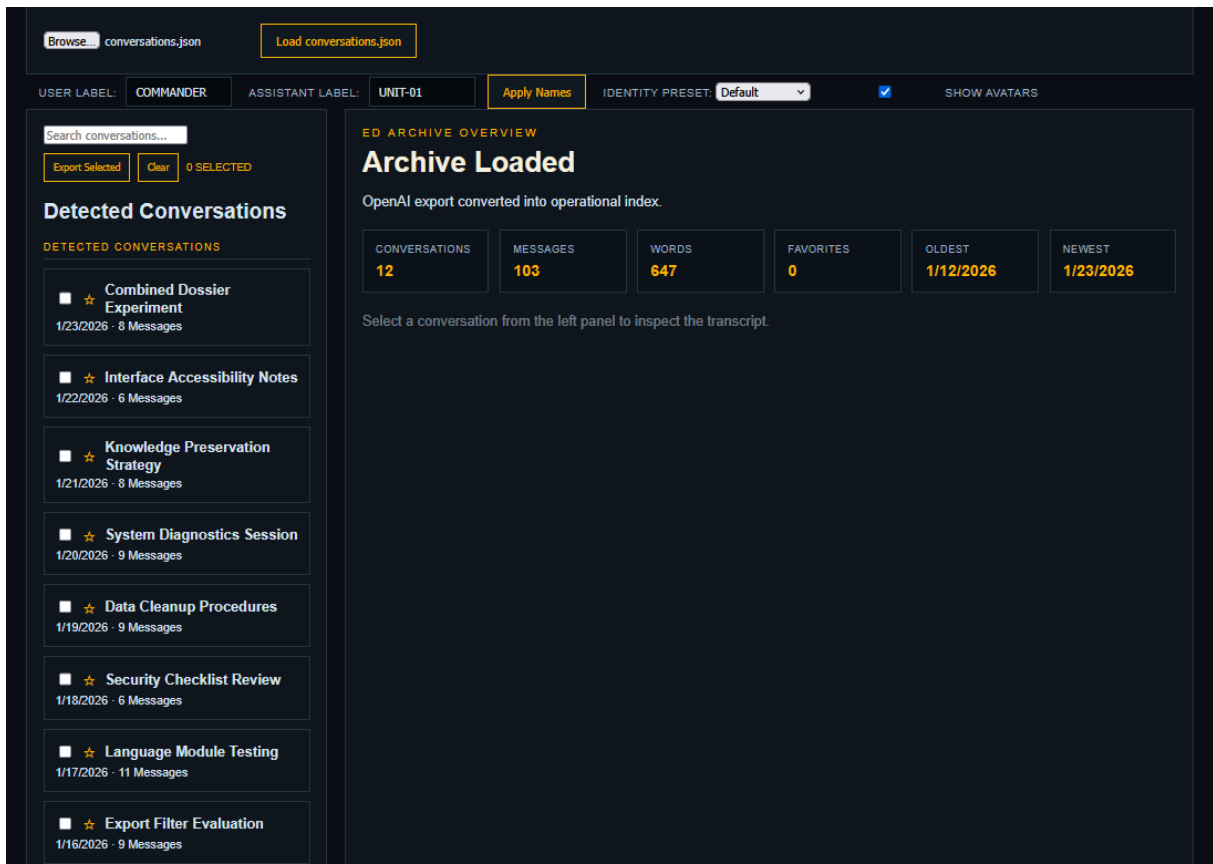 Browse... conversations.json Load conversations.json
USER LABEL: COMMANDER ASSISTANT LABEL: UNIT-01 Apply Names IDENTITY PRESET: Default SHOW AVATARS
Search conversations...
Export Selected Clear 0 SELECTED
Detected Conversations
DETECTED CONVERSATIONS
☆ Combined Dossier
Experiment
1/23/2026 · 8 Messages
☆ Interface Accessibility Notes
1/22/2026 · 6 Messages
☆ Knowledge Preservation
Strategy
1/21/2026 · 8 Messages
☆ System Diagnostics Session
1/20/2026 · 9 Messages
☆ Data Cleanup Procedures
1/19/2026 · 9 Messages
☆ Security Checklist Review
1/18/2026 · 6 Messages
☆ Language Module Testing
1/17/2026 · 11 Messages
☆ Export Filter Evaluation
1/16/2026 · 9 Messages
ED ARCHIVE OVERVIEW
Archive Loaded
OpenAI export converted into operational index.
CONVERSATIONS MESSAGES WORDS FAVORITES OLDEST NEWEST
12 103 647 0 1/12/2026 1/23/2026
Select a conversation from the left panel to inspect the transcript.